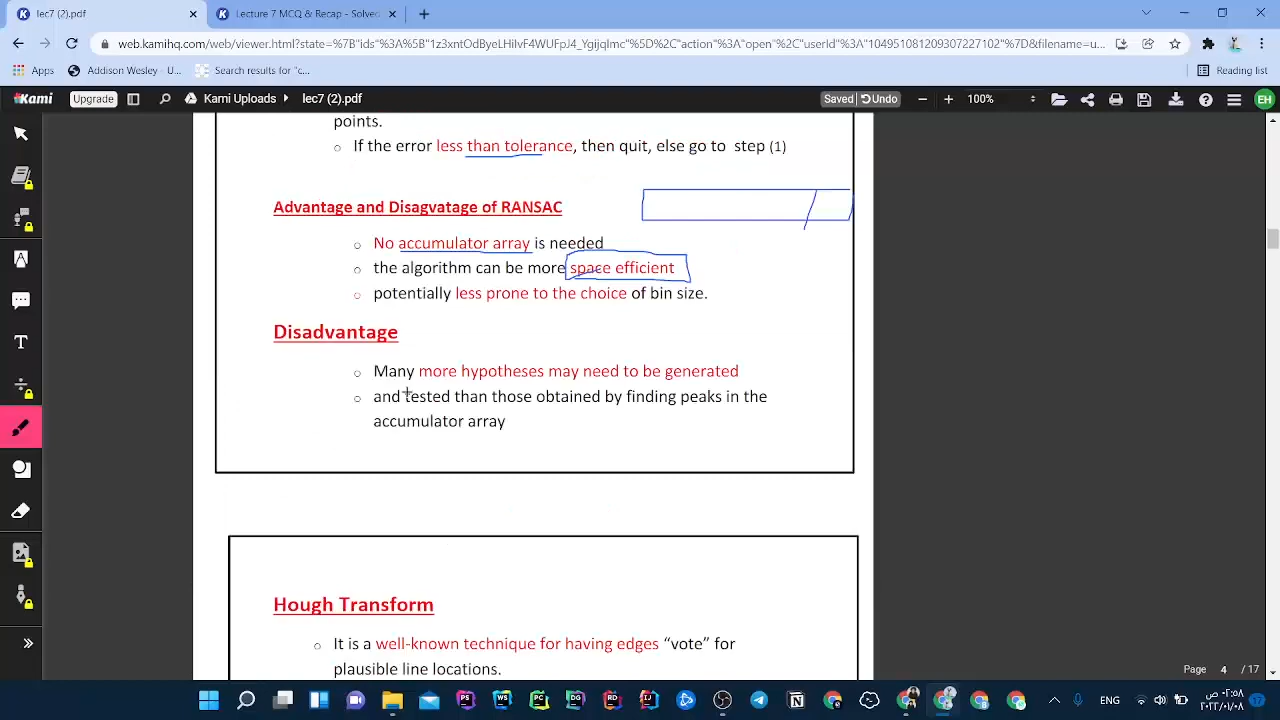 lec7 (2).pdf
Lecture 7 MCQ & Recap - Solve
web.kamihq.com/web/viewer.html?state=%7B"ids"%3A%5B"1z3xntOdByeLHilvF4WUFpJ4_Ygijqlmc"%5D%2C"action"%3A"open"%2C"userId"%3A"104951081209307227102"%7D&filename=u...
Apps
Addison Wesley - U...
Search results for "c...
Reading list
Kami
Upgrade
Kami Uploads
lec7 (2).pdf
Saved
Undo
100%
EH
points.
If the error less than tolerance, then quit, else go to step (1)
Advantage and Disagvatage of RANSAC
No accumulator array is needed
the algorithm can be more space efficient
potentially less prone to the choice of bin size.
Disadvantage
Many more hypotheses may need to be generated
and tested than those obtained by finding peaks in the
accumulator array
Hough Transform
It is a well-known technique for having edges “vote” for
plausible line locations.
Page 4 / 17
ENG